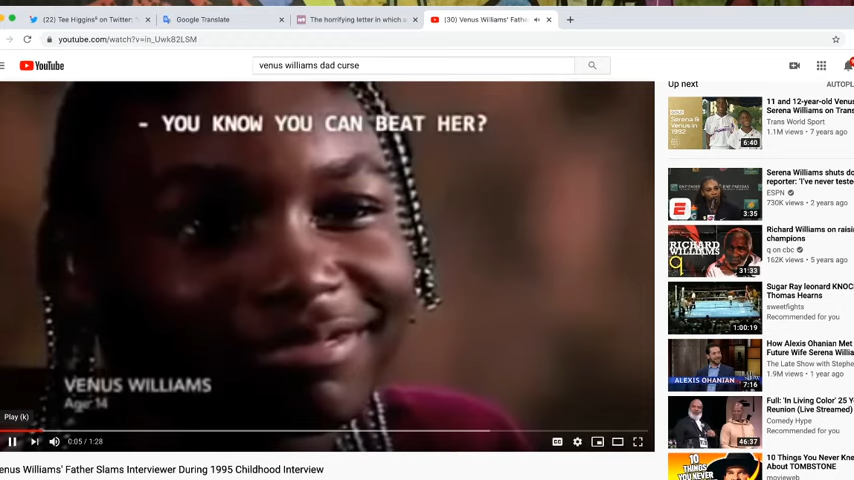 (22) Tee Higgins⁶ on Twitter: "
Google Translate
The horrifying letter in which a
(30) Venus Williams' Father
youtube.com/watch?v=in_Uwk82LSM
YouTube
venus williams dad curse
- YOU KNOW YOU CAN BEAT HER?
VENUS WILLIAMS
Age 14
Play (k)
0:05 / 1:28
enus Williams' Father Slams Interviewer During 1995 Childhood Interview
Up next
AUTOPL
Serena & Venus in 1992
6:40
11 and 12-year-old Venus
Serena Williams on Trans
Trans World Sport
1.1M views • 7 years ago
3:35
Serena Williams shuts do
reporter: 'I've never teste
ESPN
730K views • 2 years ago
RICHARD
WILLIAMS
q
31:33
Richard Williams on raisi
champions
q on cbc
162K views • 5 years ago
1:00:19
Sugar Ray leonard KNOC
Thomas Hearns
sweetfights
Recommended for you
ALEXIS OHANIAN
7:16
How Alexis Ohanian Met
Future Wife Serena Willia
The Late Show with Stephe
1.9M views • 1 year ago
46:37
Full: 'In Living Color' 25 Y
Reunion (Live Streamed)
Comedy Hype
Recommended for you
10
THINGS
YOU NEVER
10 Things You Never Kne
About TOMBSTONE
movieweb